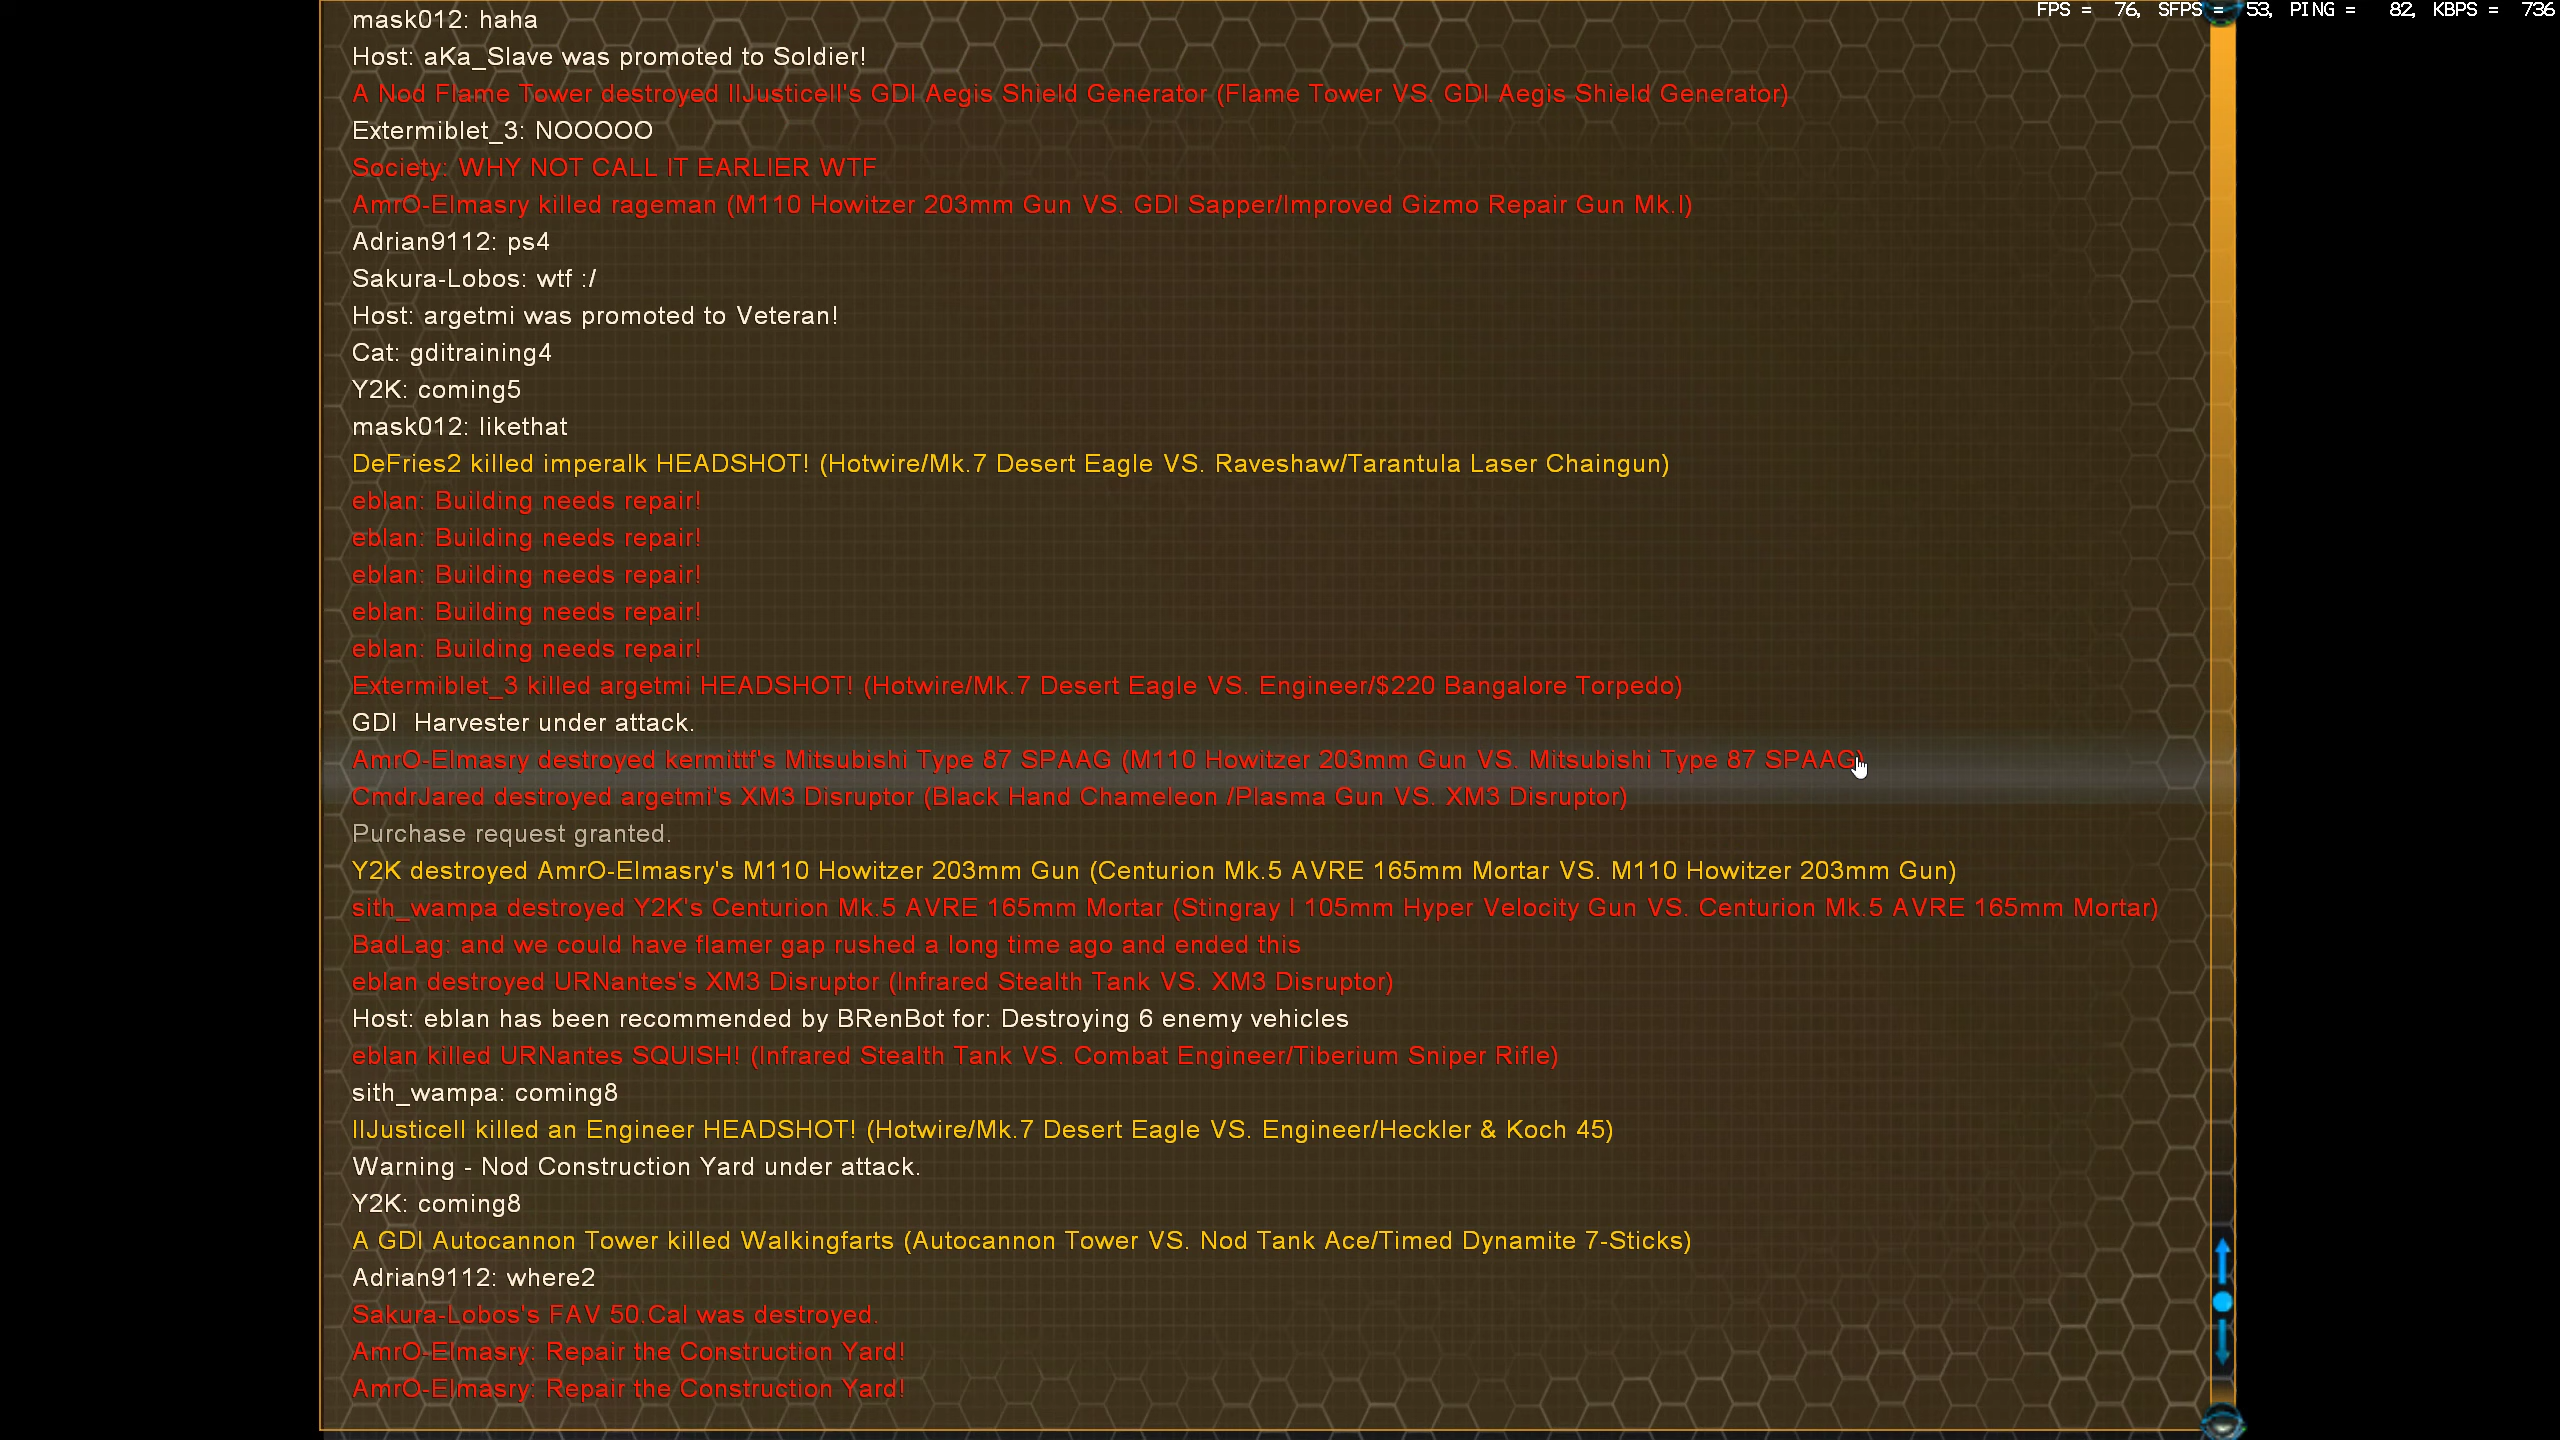 FPS = 76, SFPS = 53, PING = 82, KBPS = 736
mask012: haha
Host: aKa_Slave was promoted to Soldier!
A Nod Flame Tower destroyed IIJusticeII's GDI Aegis Shield Generator (Flame Tower VS. GDI Aegis Shield Generator)
Extermiblet_3: NOOOOO
Society: WHY NOT CALL IT EARLIER WTF
AmrO-Elmasry killed rageman (M110 Howitzer 203mm Gun VS. GDI Sapper/Improved Gizmo Repair Gun Mk.I)
Adrian9112: ps4
Sakura-Lobos: wtf :/
Host: argetmi was promoted to Veteran!
Cat: gditraining4
Y2K: coming5
mask012: likethat
DeFries2 killed imperalk HEADSHOT! (Hotwire/Mk.7 Desert Eagle VS. Raveshaw/Tarantula Laser Chaingun)
eblan: Building needs repair!
eblan: Building needs repair!
eblan: Building needs repair!
eblan: Building needs repair!
eblan: Building needs repair!
Extermiblet_3 killed argetmi HEADSHOT! (Hotwire/Mk.7 Desert Eagle VS. Engineer/$220 Bangalore Torpedo)
GDI  Harvester under attack.
AmrO-Elmasry destroyed kermittf's Mitsubishi Type 87 SPAAG (M110 Howitzer 203mm Gun VS. Mitsubishi Type 87 SPAAG)
CmdrJared destroyed argetmi's XM3 Disruptor (Black Hand Chameleon /Plasma Gun VS. XM3 Disruptor)
Purchase request granted.
Y2K destroyed AmrO-Elmasry's M110 Howitzer 203mm Gun (Centurion Mk.5 AVRE 165mm Mortar VS. M110 Howitzer 203mm Gun)
sith_wampa destroyed Y2K's Centurion Mk.5 AVRE 165mm Mortar (Stingray I 105mm Hyper Velocity Gun VS. Centurion Mk.5 AVRE 165mm Mortar)
BadLag: and we could have flamer gap rushed a long time ago and ended this
eblan destroyed URNantes's XM3 Disruptor (Infrared Stealth Tank VS. XM3 Disruptor)
Host: eblan has been recommended by BRenBot for: Destroying 6 enemy vehicles
eblan killed URNantes SQUISH! (Infrared Stealth Tank VS. Combat Engineer/Tiberium Sniper Rifle)
sith_wampa: coming8
IIJusticeII killed an Engineer HEADSHOT! (Hotwire/Mk.7 Desert Eagle VS. Engineer/Heckler & Koch 45)
Warning - Nod Construction Yard under attack.
Y2K: coming8
A GDI Autocannon Tower killed Walkingfarts (Autocannon Tower VS. Nod Tank Ace/Timed Dynamite 7-Sticks)
Adrian9112: where2
Sakura-Lobos's FAV 50.Cal was destroyed.
AmrO-Elmasry: Repair the Construction Yard!
AmrO-Elmasry: Repair the Construction Yard!